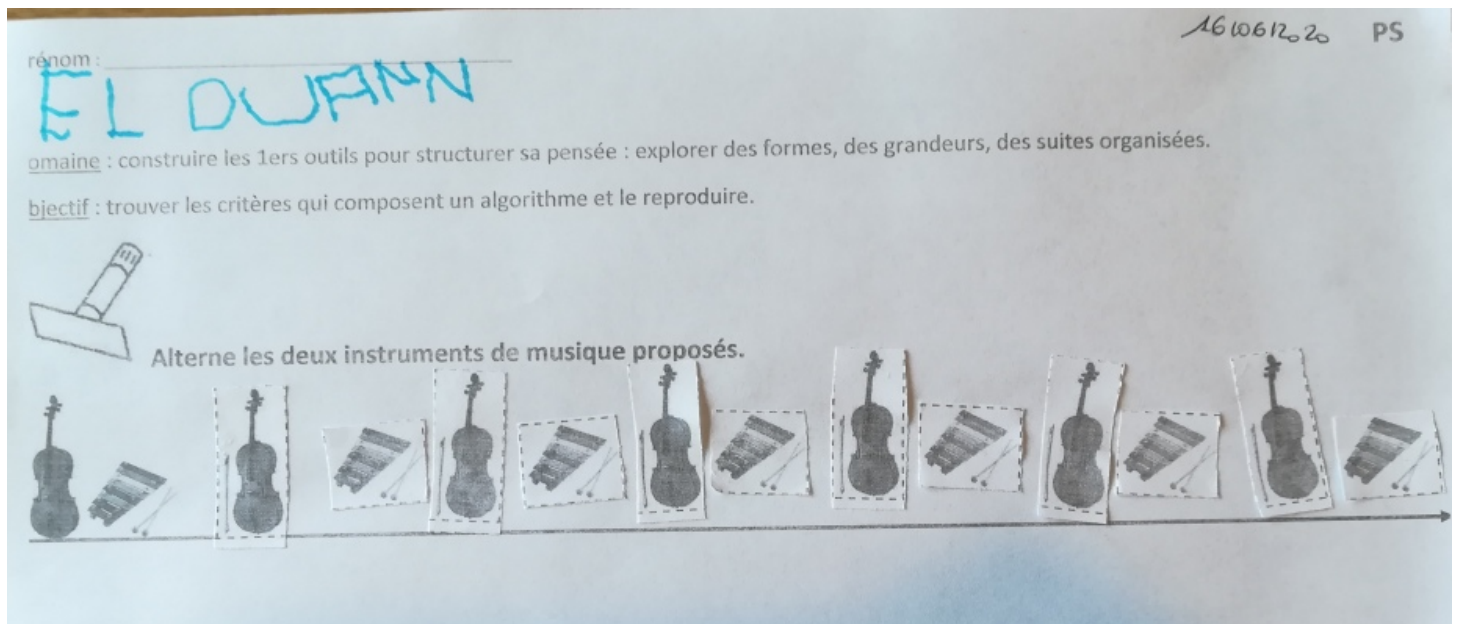 16/06/2020 PS
rénom :
ELOUANN
omaine : construire les 1ers outils pour structurer sa pensée : explorer des formes, des grandeurs, des suites organisées.
bjectif : trouver les critères qui composent un algorithme et le reproduire.
Alterne les deux instruments de musique proposés.